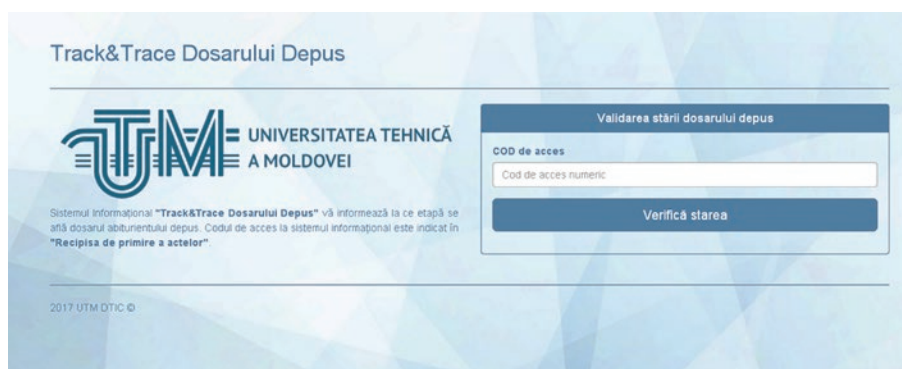 Track&Trace Dosarului Depus
UTM
UNIVERSITATEA TEHNICĂ
A MOLDOVEI
Sistemul Informațional "Track&Trace Dosarului Depus" vă informează la ce etapă se
află dosarul abiturientului depus. Codul de acces la sistemul informațional este indicat în
"Recipisa de primire a actelor".
Validarea stării dosarului depus
COD de acces
Cod de acces numeric
Verifică starea
2017 UTM DTIC ©